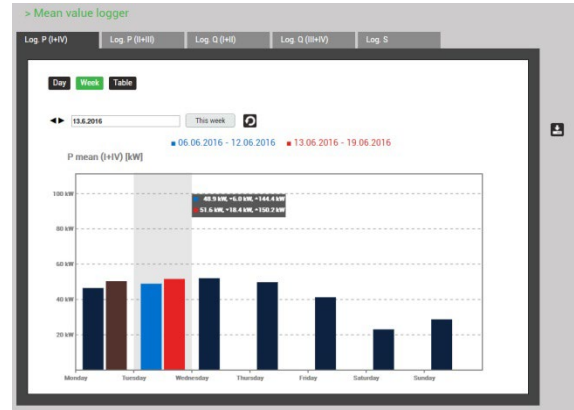 > Mean value logger
Log. P (I+IV) Log. P (II+III) Log. Q (I+II) Log. Q (III+IV) Log. S
Day Week Table
13.6.2016 This week
06.06.2016 - 12.06.2016 13.06.2016 - 19.06.2016
P mean (I+IV) [kW]
100 kW
48.9 kW, +6.0 kW, +144.4 kW
51.6 kW, +18.4 kW, +150.2 kW
80 kW
60 kW
40 kW
20 kW
Monday Tuesday Wednesday Thursday Friday Saturday Sunday